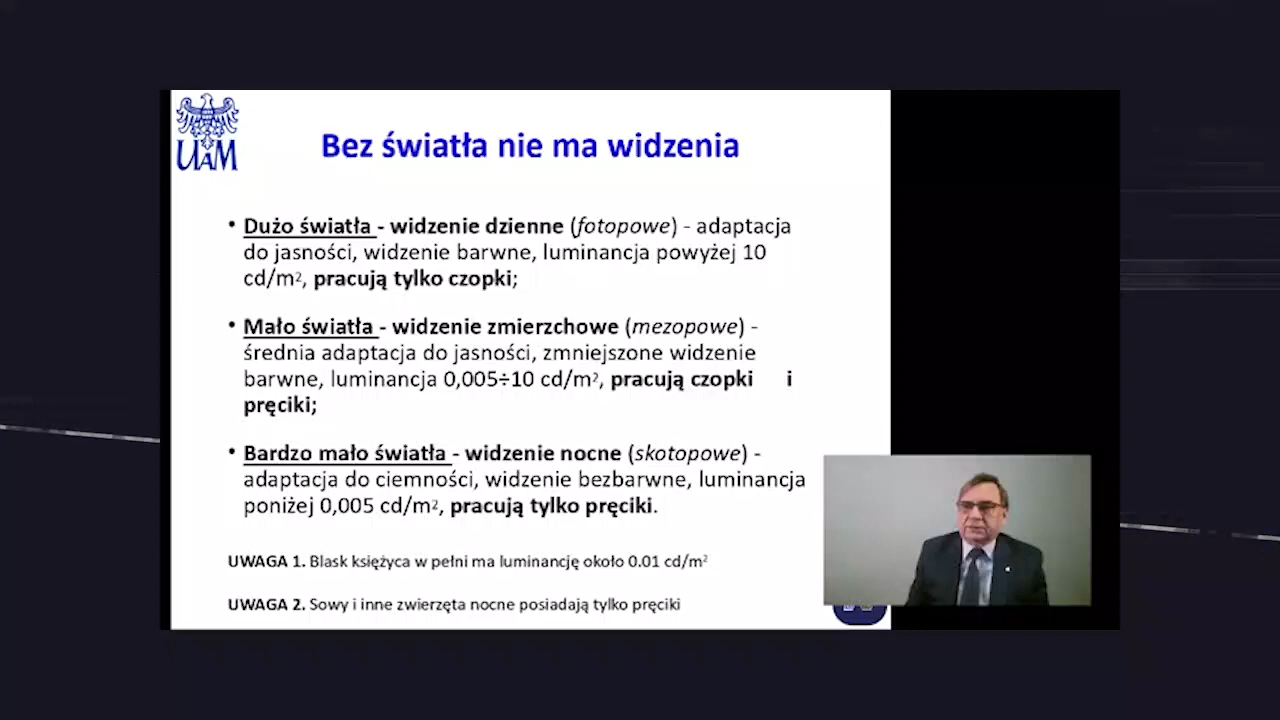 UAM
Bez światła nie ma widzenia
• Dużo światła - widzenie dzienne (fotopowe) - adaptacja
do jasności, widzenie barwne, luminancja powyżej 10
cd/m², pracują tylko czopki;
• Mało światła - widzenie zmierzchowe (mezopowe) -
średnia adaptacja do jasności, zmniejszone widzenie
barwne, luminancja 0,005÷10 cd/m², pracują czopki i
pręciki;
• Bardzo mało światła - widzenie nocne (skotopowe) -
adaptacja do ciemności, widzenie bezbarwne, luminancja
poniżej 0,005 cd/m², pracują tylko pręciki.
UWAGA 1. Blask księżyca w pełni ma luminancję około 0.01 cd/m²
UWAGA 2. Sowy i inne zwierzęta nocne posiadają tylko pręciki